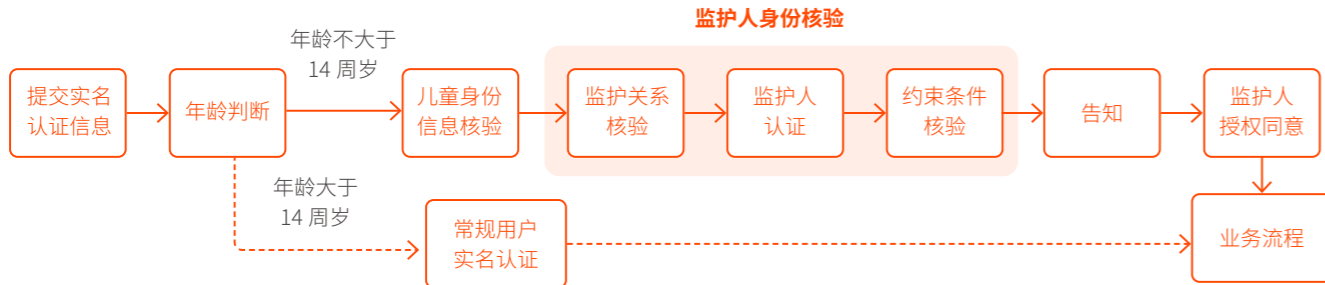 监护人身份核验
年龄不大于
14 周岁
提交实名
认证信息
年龄判断
儿童身份
信息核验
监护关系
核验
监护人
认证
约束条件
核验
告知
监护人
授权同意
年龄大于
14 周岁
常规用户
实名认证
业务流程